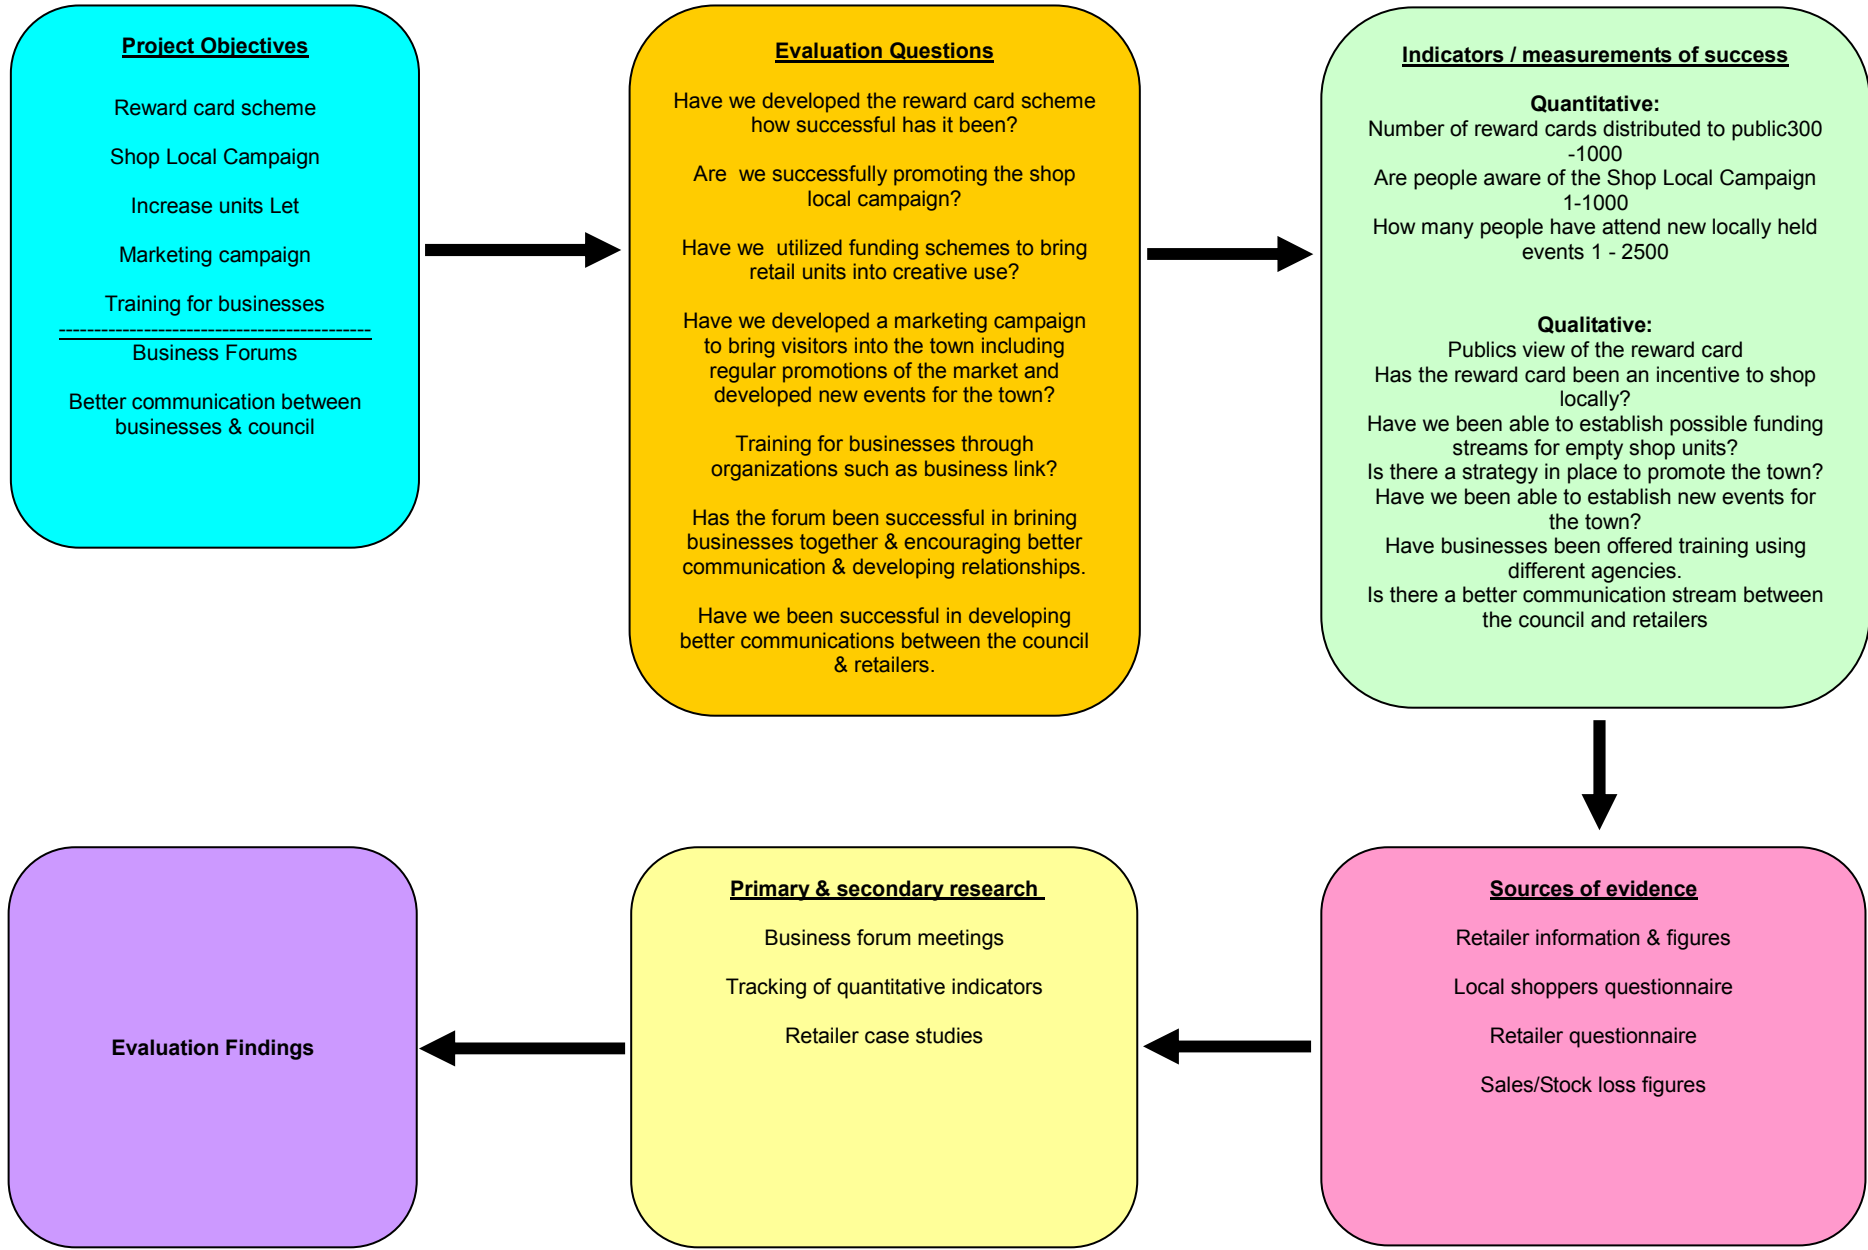 Project Objectives
Reward card scheme
Shop Local Campaign
Increase units Let
Marketing campaign
Training for businesses
--------------------------------------------
Business Forums
Better communication between
businesses & council
Evaluation Questions
Have we developed the reward card scheme
how successful has it been?
Are  we successfully promoting the shop
local campaign?
Have we  utilized funding schemes to bring
retail units into creative use?
Have we developed a marketing campaign
to bring visitors into the town including
regular promotions of the market and
developed new events for the town?
Training for businesses through
organizations such as business link?
Has the forum been successful in brining
businesses together & encouraging better
communication & developing relationships.
Have we been successful in developing
better communications between the council
& retailers.
Indicators / measurements of success
Quantitative:
Number of reward cards distributed to public300
-1000
Are people aware of the Shop Local Campaign
1-1000
How many people have attend new locally held
events 1 - 2500
Qualitative:
Publics view of the reward card
Has the reward card been an incentive to shop
locally?
Have we been able to establish possible funding
streams for empty shop units?
Is there a strategy in place to promote the town?
Have we been able to establish new events for
the town?
Have businesses been offered training using
different agencies.
Is there a better communication stream between
the council and retailers
Sources of evidence
Retailer information & figures
Local shoppers questionnaire
Retailer questionnaire
Sales/Stock loss figures
Primary & secondary research
Business forum meetings
Tracking of quantitative indicators
Retailer case studies
Evaluation Findings